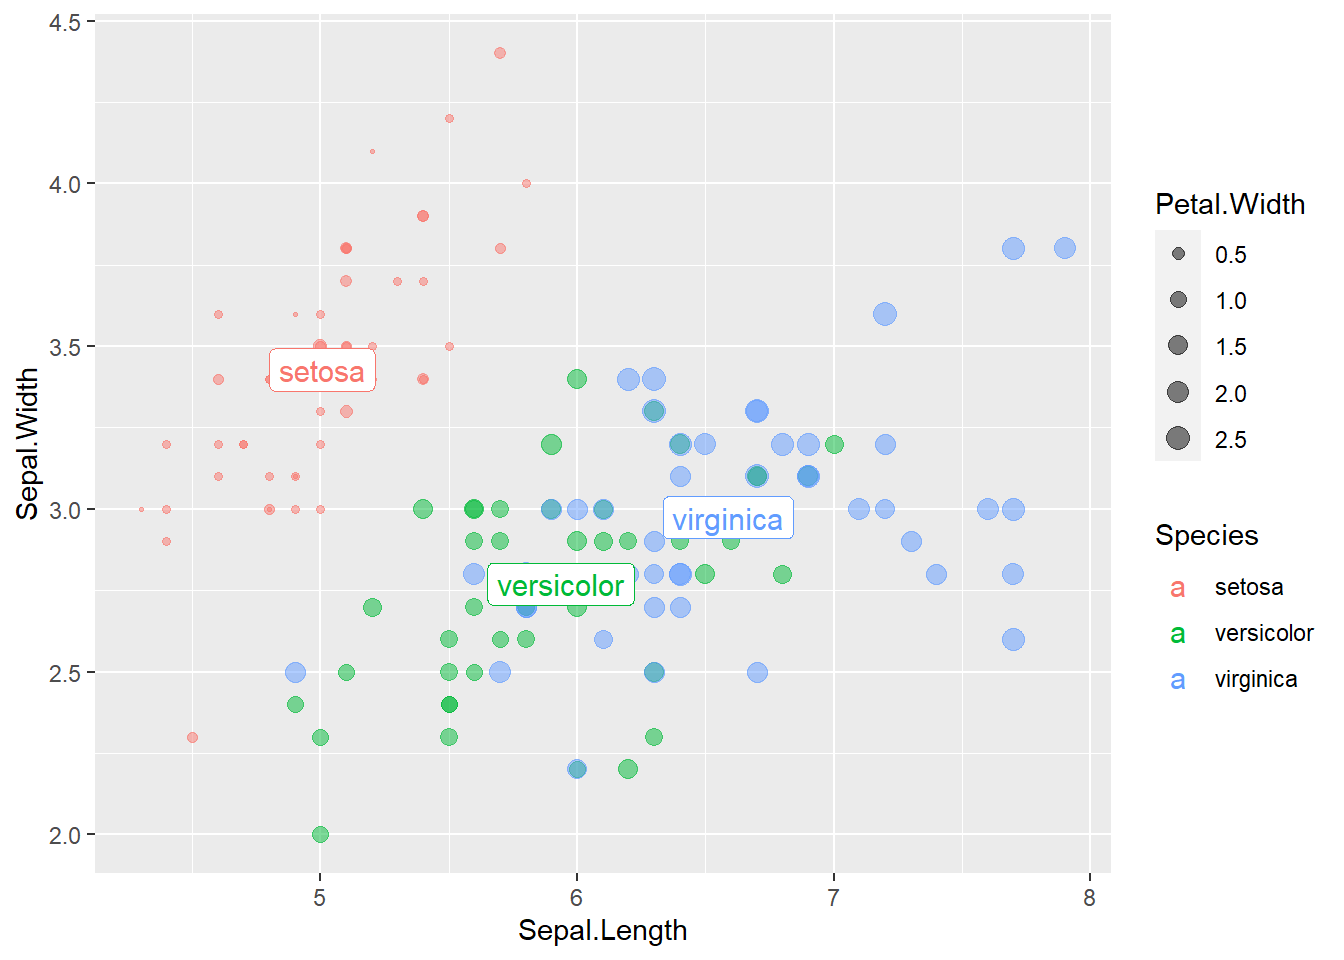 4.5
4.0
3.5
3.0
2.5
2.0
Sepal.Width
setosa
virginica
versicolor
5 6 7 8
Sepal.Length
Petal.Width
0.5
1.0
1.5
2.0
2.5
Species
a setosa
a versicolor
a virginica